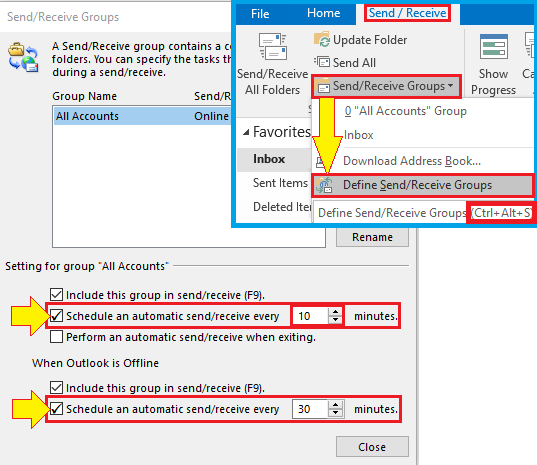 Send/Receive Groups
A Send/Receive group contains a c
folders. You can specify the tasks th
during a send/receive.
Group Name Send/R
All Accounts Online
Rename
Setting for group "All Accounts"
Include this group in send/receive (F9).
Schedule an automatic send/receive every 10 minutes.
Perform an automatic send/receive when exiting.
When Outlook is Offline
Include this group in send/receive (F9).
Schedule an automatic send/receive every 30 minutes.
Close
File Home Send / Receive
Send/Receive
All Folders
Update Folder
Send All
Send/Receive Groups
Show
Progress
Ca
0 "All Accounts" Group
Inbox
Download Address Book...
Define Send/Receive Groups
Define Send/Receive Groups (Ctrl+Alt+S)
Favorites
Inbox
Sent Items
Deleted Item